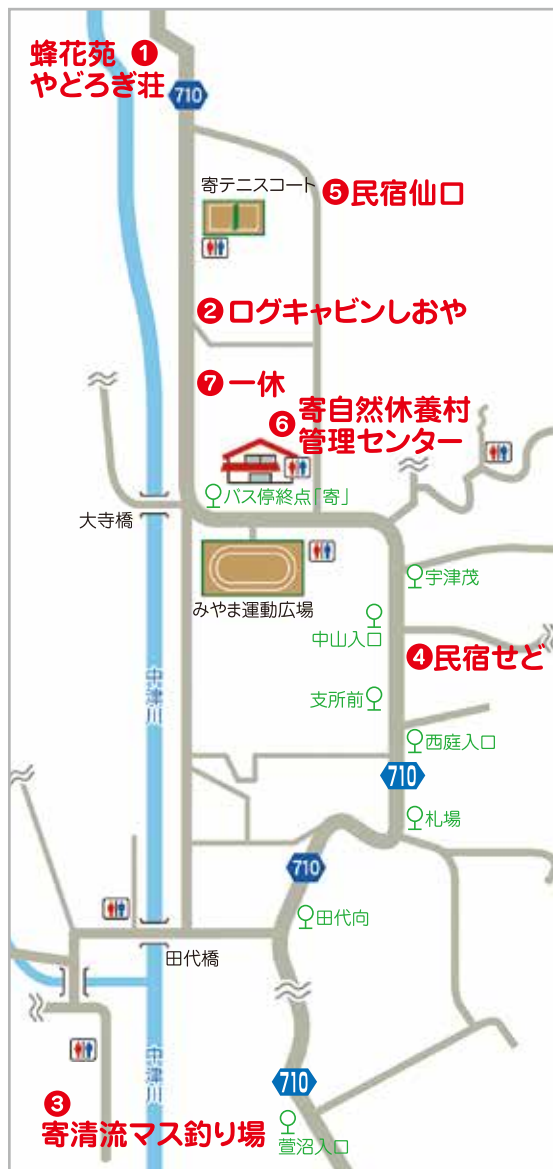 蜂花苑 ❶
やどろぎ荘
710
寄テニスコート
❺民宿仙口
❷ログキャビンしおや
❼一休
❻寄自然休養村
管理センター
バス停終点「寄」
大寺橋
みやま運動広場
宇津茂
中山入口
❹民宿せど
中津川
支所前
西庭入口
710
札場
710
田代向
田代橋
710
中津川
❸
寄清流マス釣り場
萱沼入口